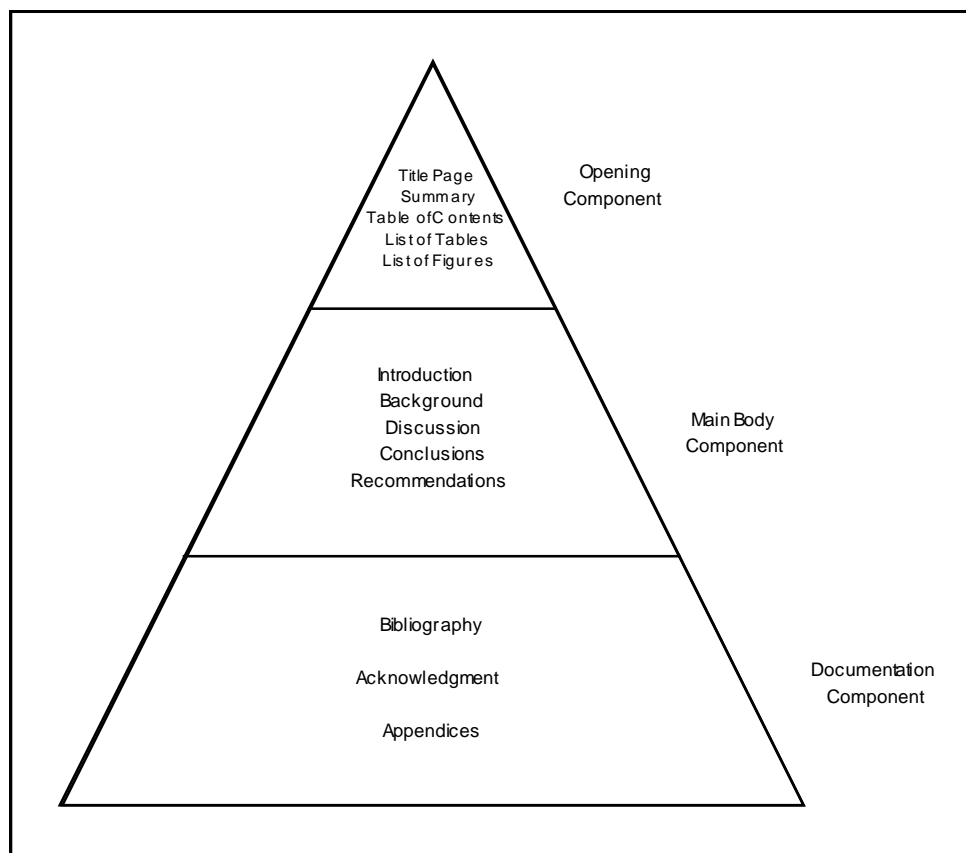 Title Page
Summary
Table of Contents
List of Tables
List of Figures
Opening
Component
Introduction
Background
Discussion
Conclusions
Recommendations
Main Body
Component
Bibliography
Acknowledgment
Appendices
Documentation
Component